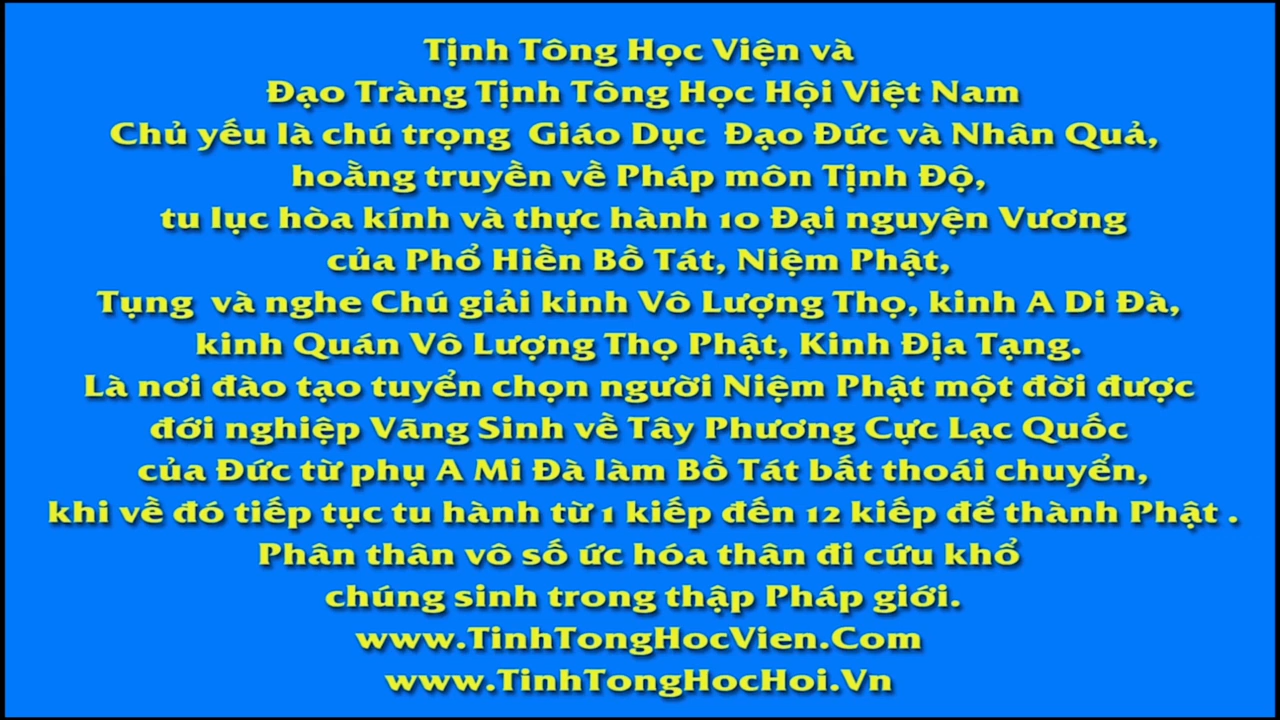 Tịnh Tông Học Viện và
Đạo Tràng Tịnh Tông Học Hội Việt Nam
Chủ yếu là chú trọng Giáo Dục Đạo Đức và Nhân Quả,
hoằng truyền về Pháp môn Tịnh Độ,
tu lục hòa kính và thực hành 10 Đại nguyện Vương
của Phổ Hiền Bồ Tát, Niệm Phật,
Tụng và nghe Chú giải kinh Vô Lượng Thọ, kinh A Di Đà,
kinh Quán Vô Lượng Thọ Phật, Kinh Địa Tạng.
Là nơi đào tạo tuyển chọn người Niệm Phật một đời được
đới nghiệp Vãng Sinh về Tây Phương Cực Lạc Quốc
của Đức từ phụ A Mi Đà làm Bồ Tát bất thoái chuyển,
khi về đó tiếp tục tu hành từ 1 kiếp đến 12 kiếp để thành Phật .
Phân thân vô số ức hóa thân đi cứu khổ
chúng sinh trong thập Pháp giới.
www.TinhTongHocVien.Com
www.TinhTongHocHoi.Vn